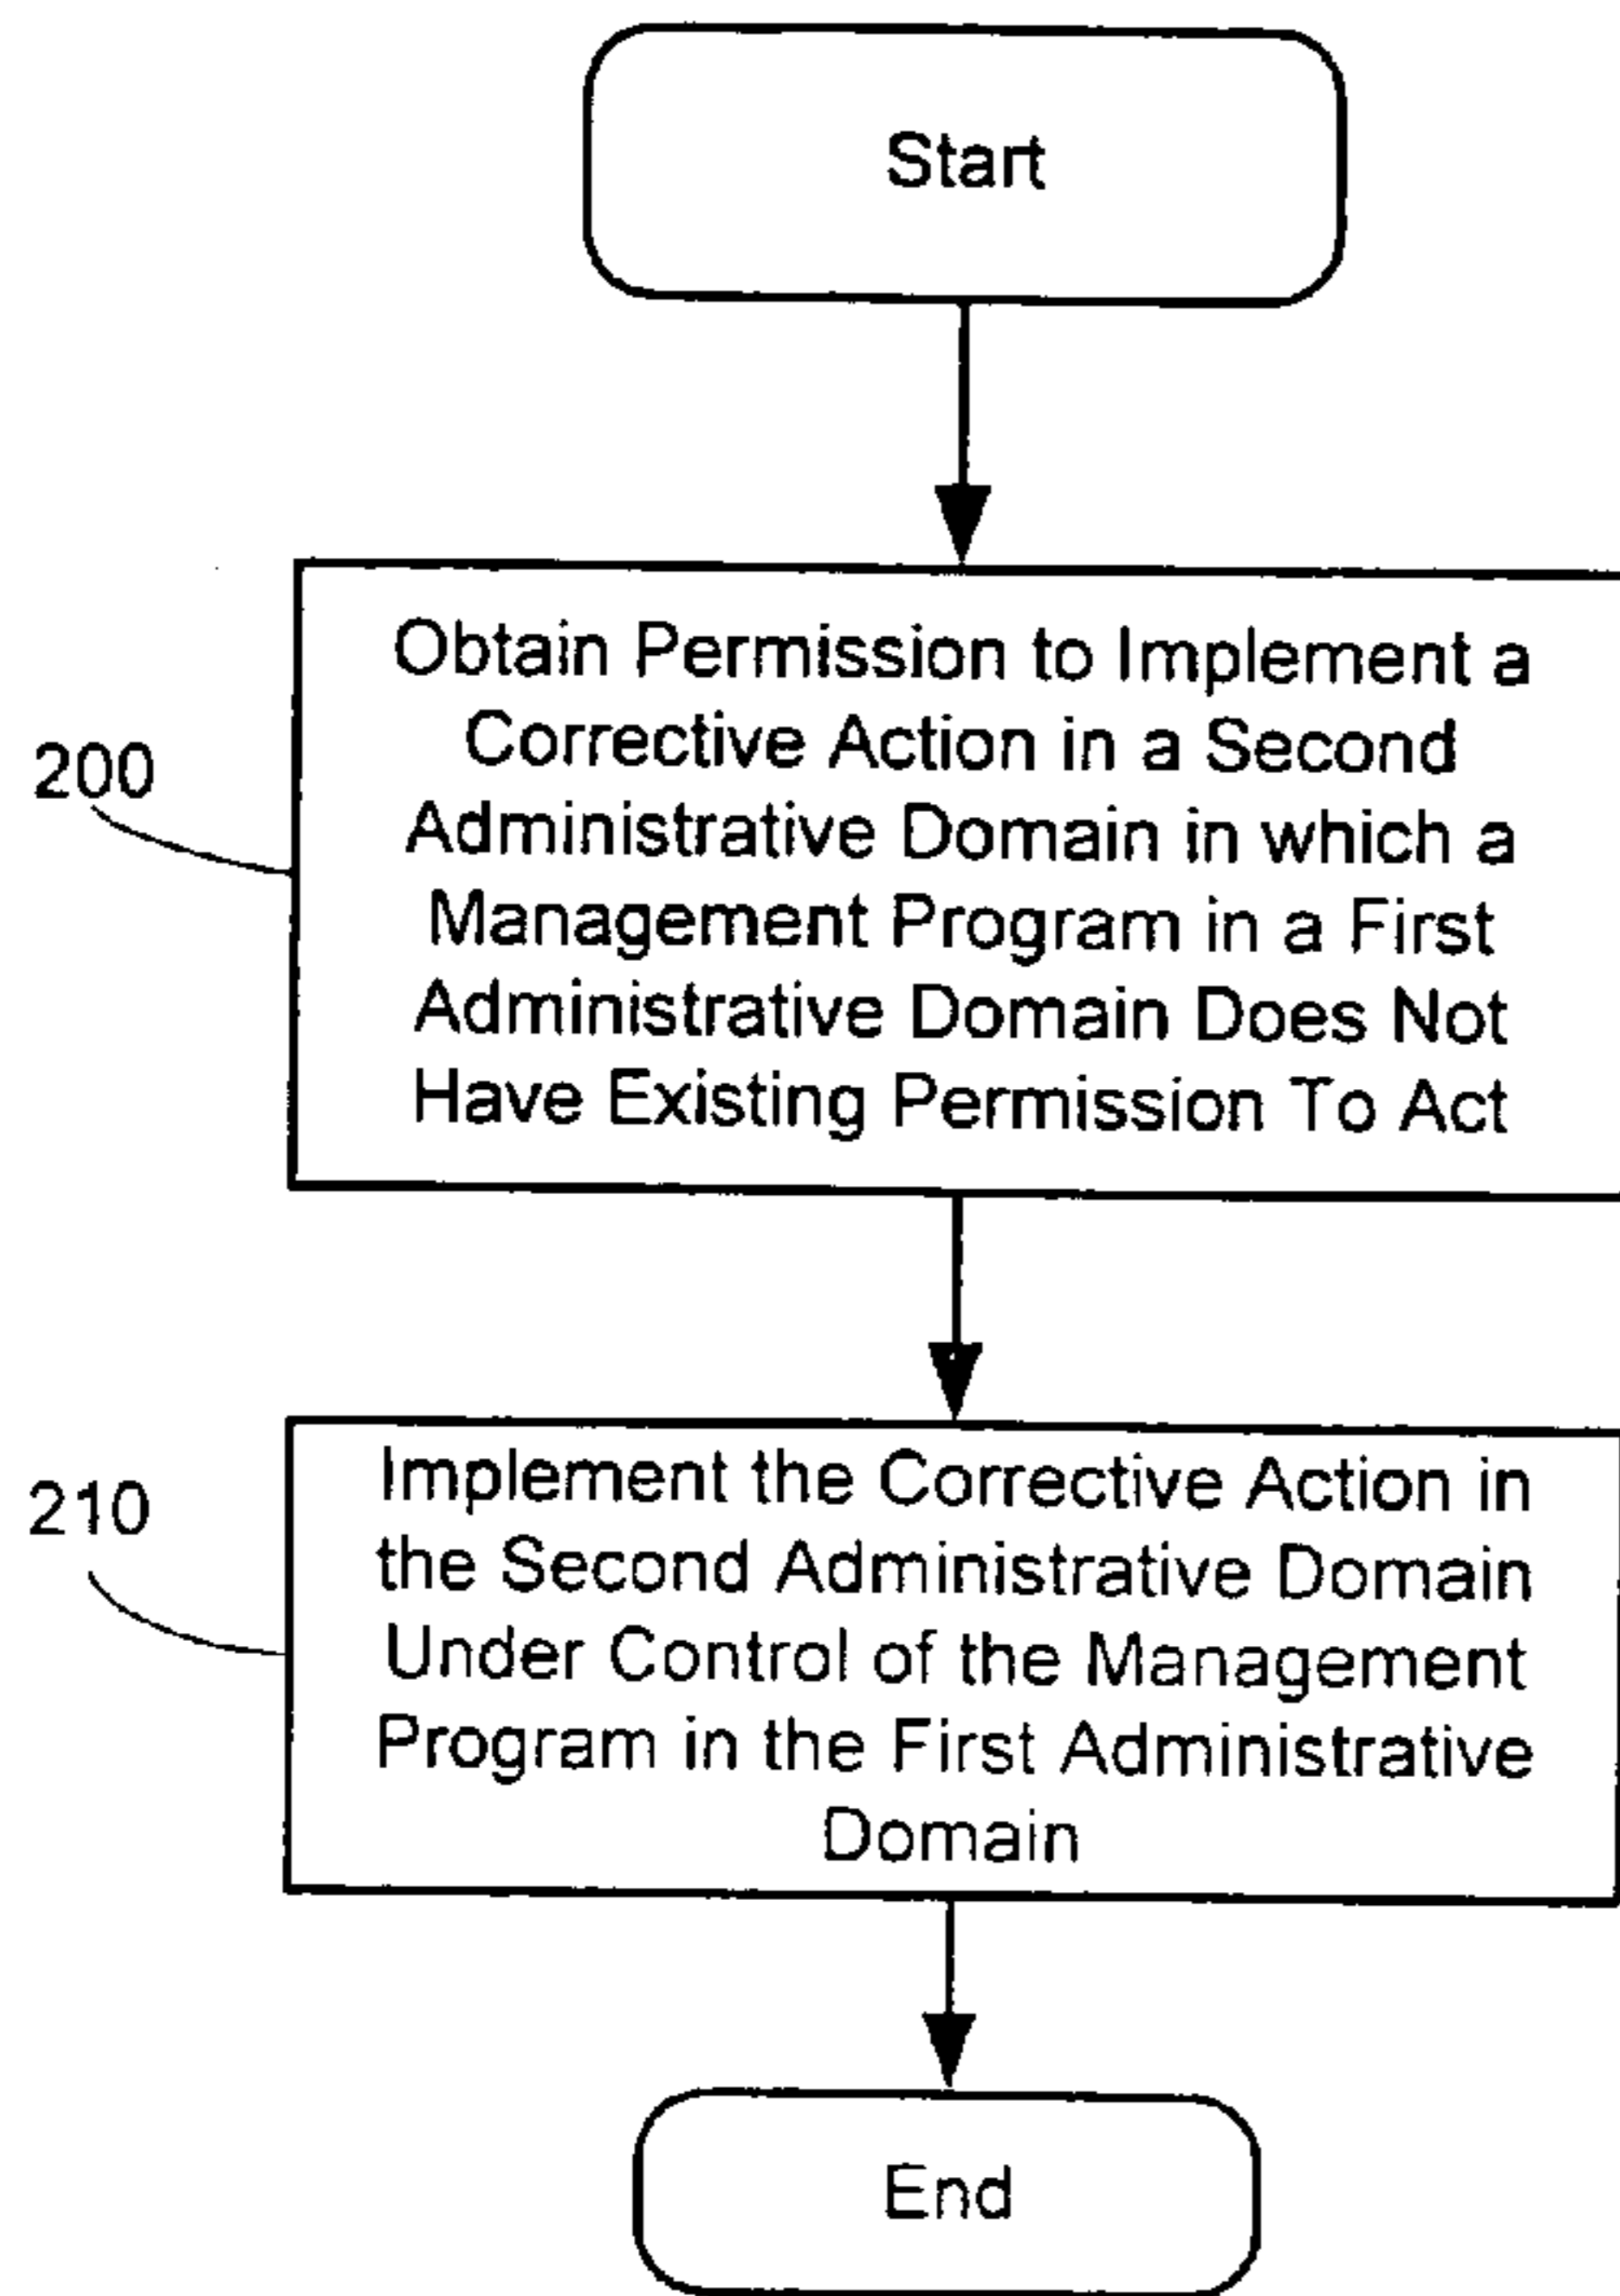 Start
200
Obtain Permission to Implement a
Corrective Action in a Second
Administrative Domain in which a
Management Program in a First
Administrative Domain Does Not
Have Existing Permission To Act
210
Implement the Corrective Action in
the Second Administrative Domain
Under Control of the Management
Program in the First Administrative
Domain
End